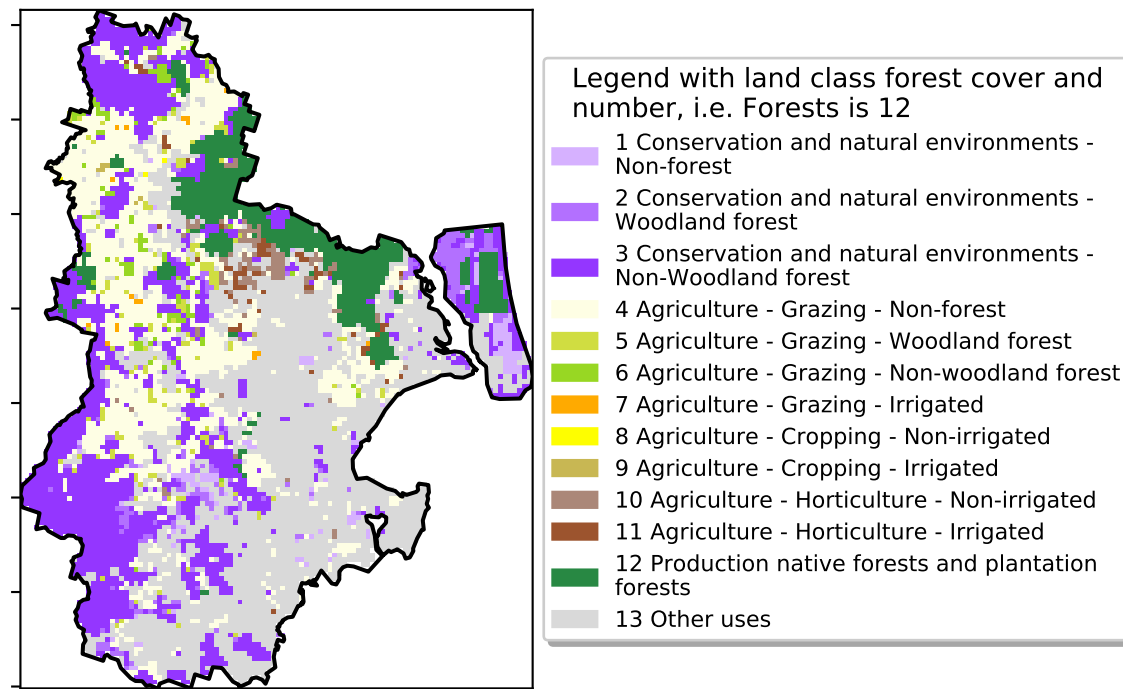 Legend with land class forest cover and
number, i.e. Forests is 12
1 Conservation and natural environments -
Non-forest
2 Conservation and natural environments -
Woodland forest
3 Conservation and natural environments -
Non-Woodland forest
4 Agriculture - Grazing - Non-forest
5 Agriculture - Grazing - Woodland forest
6 Agriculture - Grazing - Non-woodland forest
7 Agriculture - Grazing - Irrigated
8 Agriculture - Cropping - Non-irrigated
9 Agriculture - Cropping - Irrigated
10 Agriculture - Horticulture - Non-irrigated
11 Agriculture - Horticulture - Irrigated
12 Production native forests and plantation
forests
13 Other uses